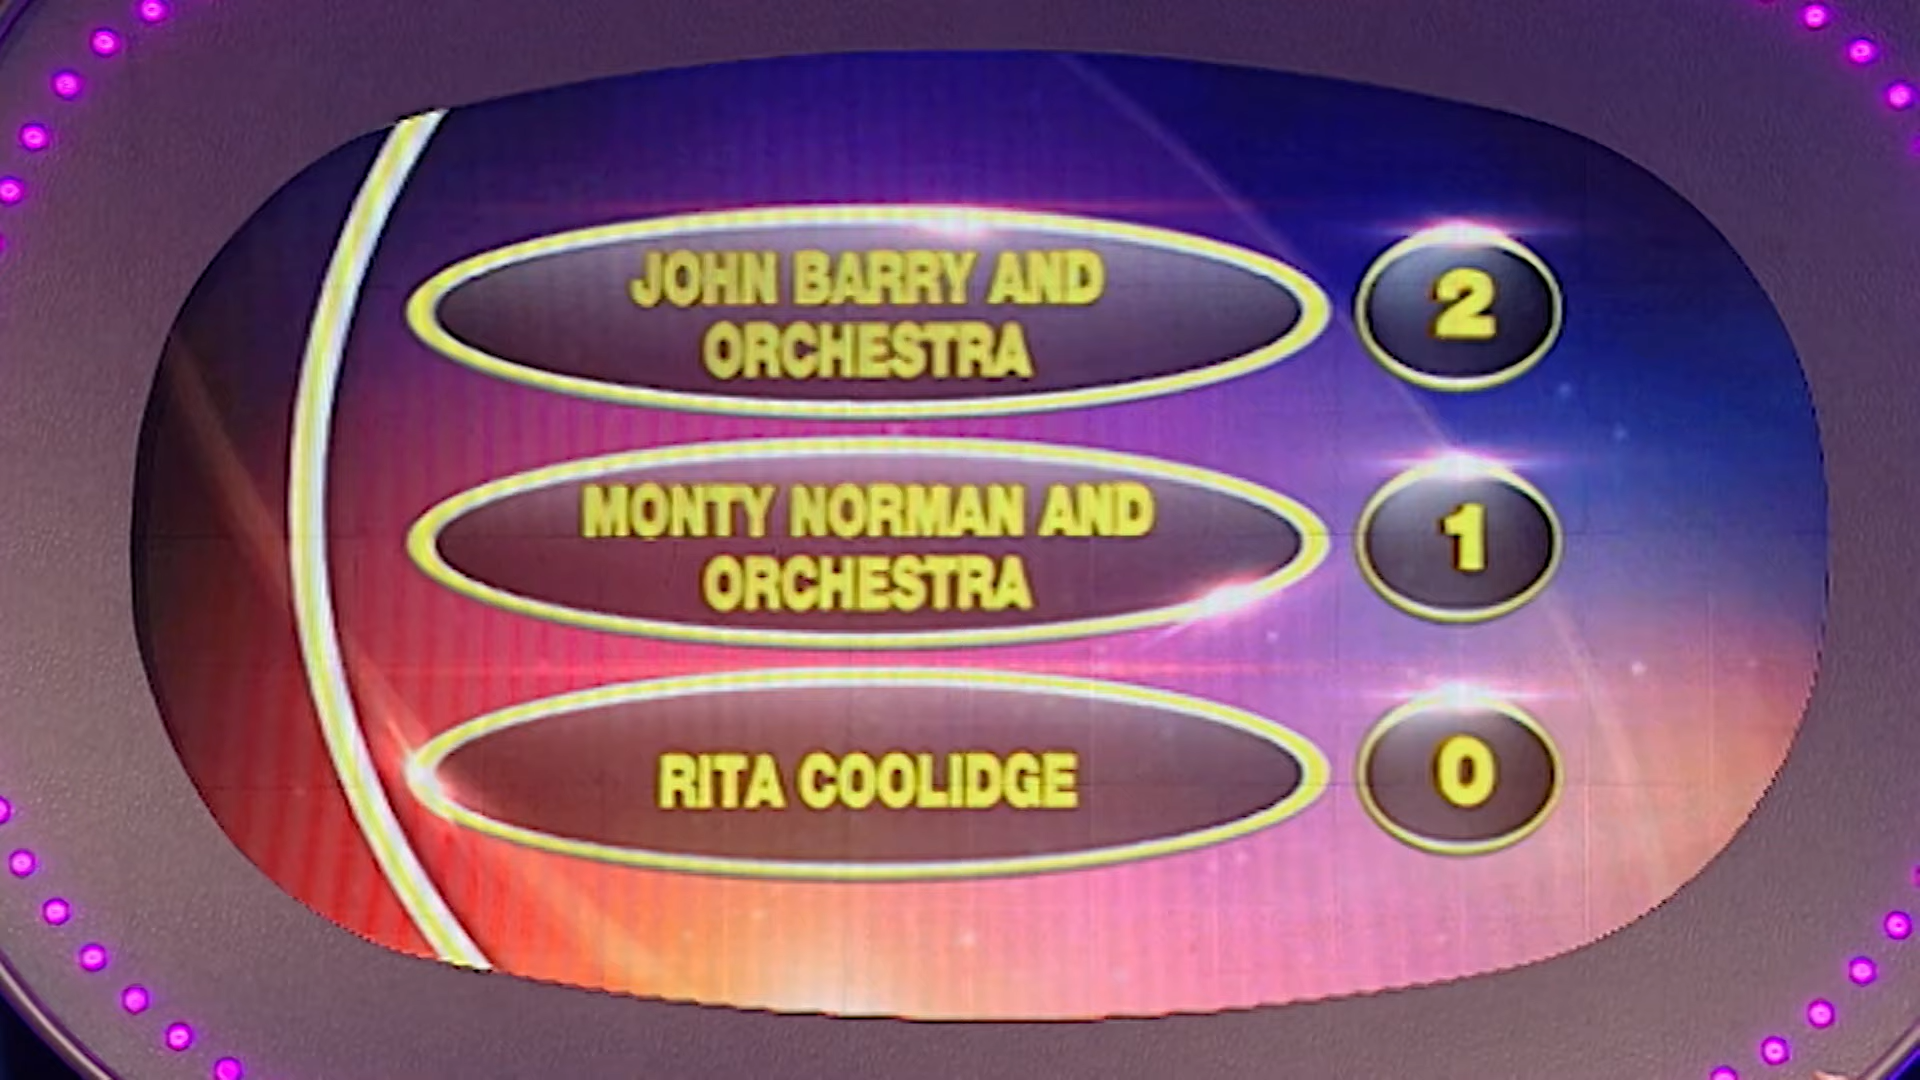 JOHN BARRY AND
ORCHESTRA
2
MONTY NORMAN AND
ORCHESTRA
1
RITA COOLIDGE
0